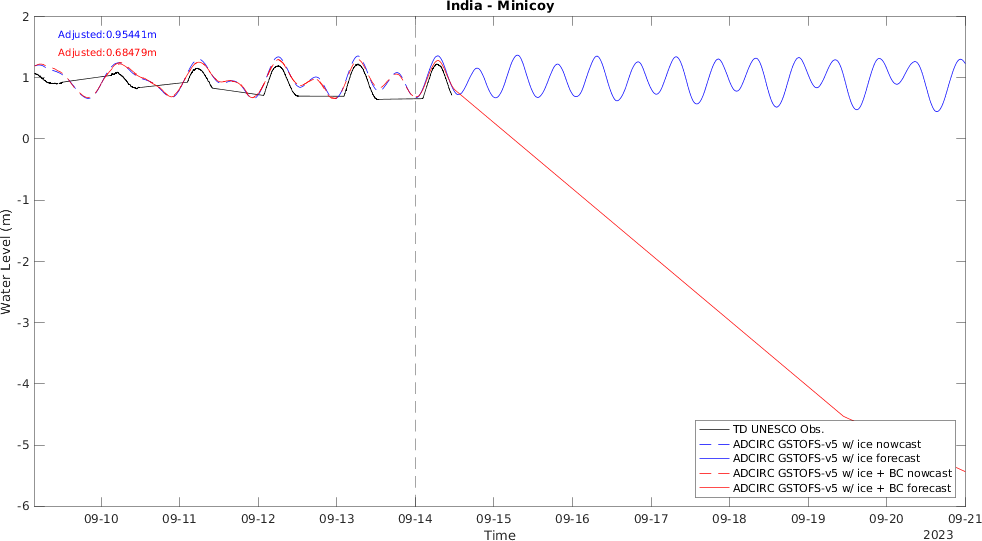 India - Minicoy
Adjusted:0.95441m
Adjusted:0.68479m
2
1
0
-1
-2
-3
-4
-5
-6
Water Level (m)
TD UNESCO Obs.
ADCIRC GSTOFS-v5 w/ ice nowcast
ADCIRC GSTOFS-v5 w/ ice forecast
ADCIRC GSTOFS-v5 w/ ice + BC nowcast
ADCIRC GSTOFS-v5 w/ ice + BC forecast
09-10 09-11 09-12 09-13 09-14 09-15 09-16 09-17 09-18 09-19 09-20 09-21
Time
2023